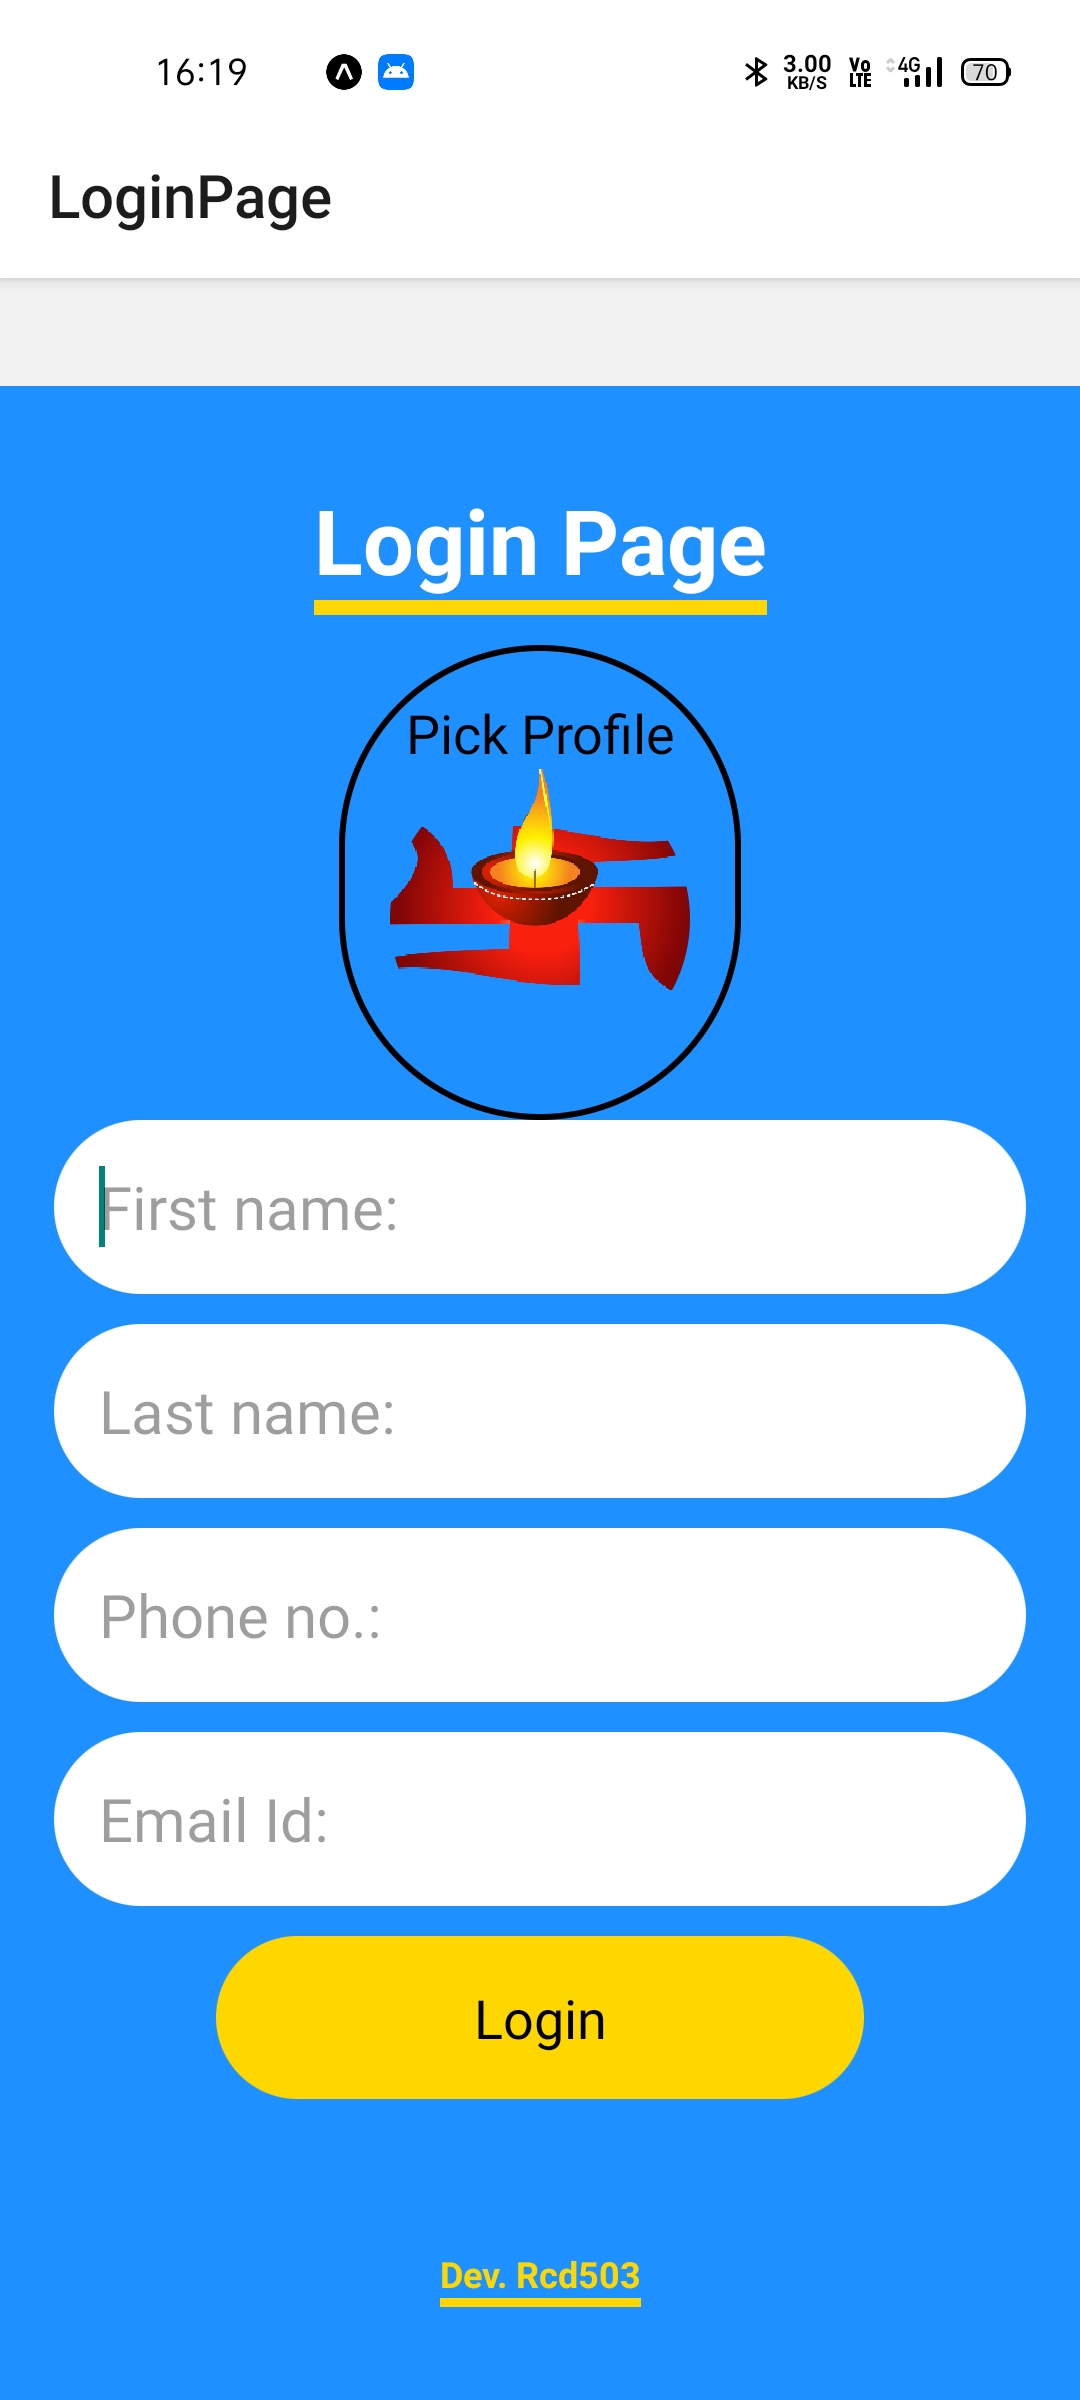 16:19
3.00 KB/S Vo LTE 4G 70
LoginPage
Login Page
Pick Profile
First name:
Last name:
Phone no.:
Email Id:
Login
Dev. Rcd503